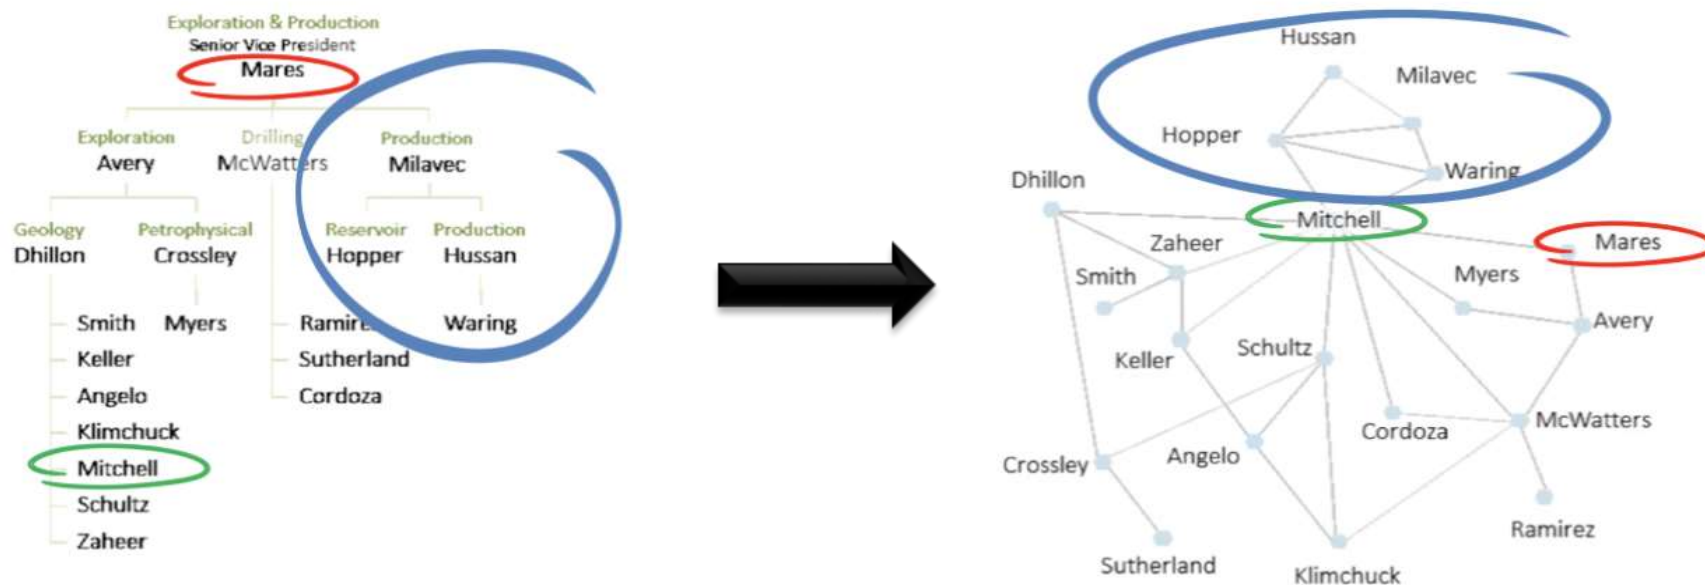 Exploration & Production
Senior Vice President
Mares
Exploration
Avery
Drilling
McWatters
Production
Milavec
Geology
Dhillon
Petrophysical
Crossley
Reservoir
Hopper
Production
Hussan
Smith
Keller
Angelo
Klimchuck
Mitchell
Schultz
Zaheer
Myers
Ramirez
Sutherland
Cordoza
Waring
Hussan
Milavec
Hopper
Waring
Dhillon
Mitchell
Mares
Zaheer
Smith
Myers
Avery
Keller
Schultz
McWatters
Cordoza
Angelo
Crossley
Ramirez
Sutherland
Klimchuck